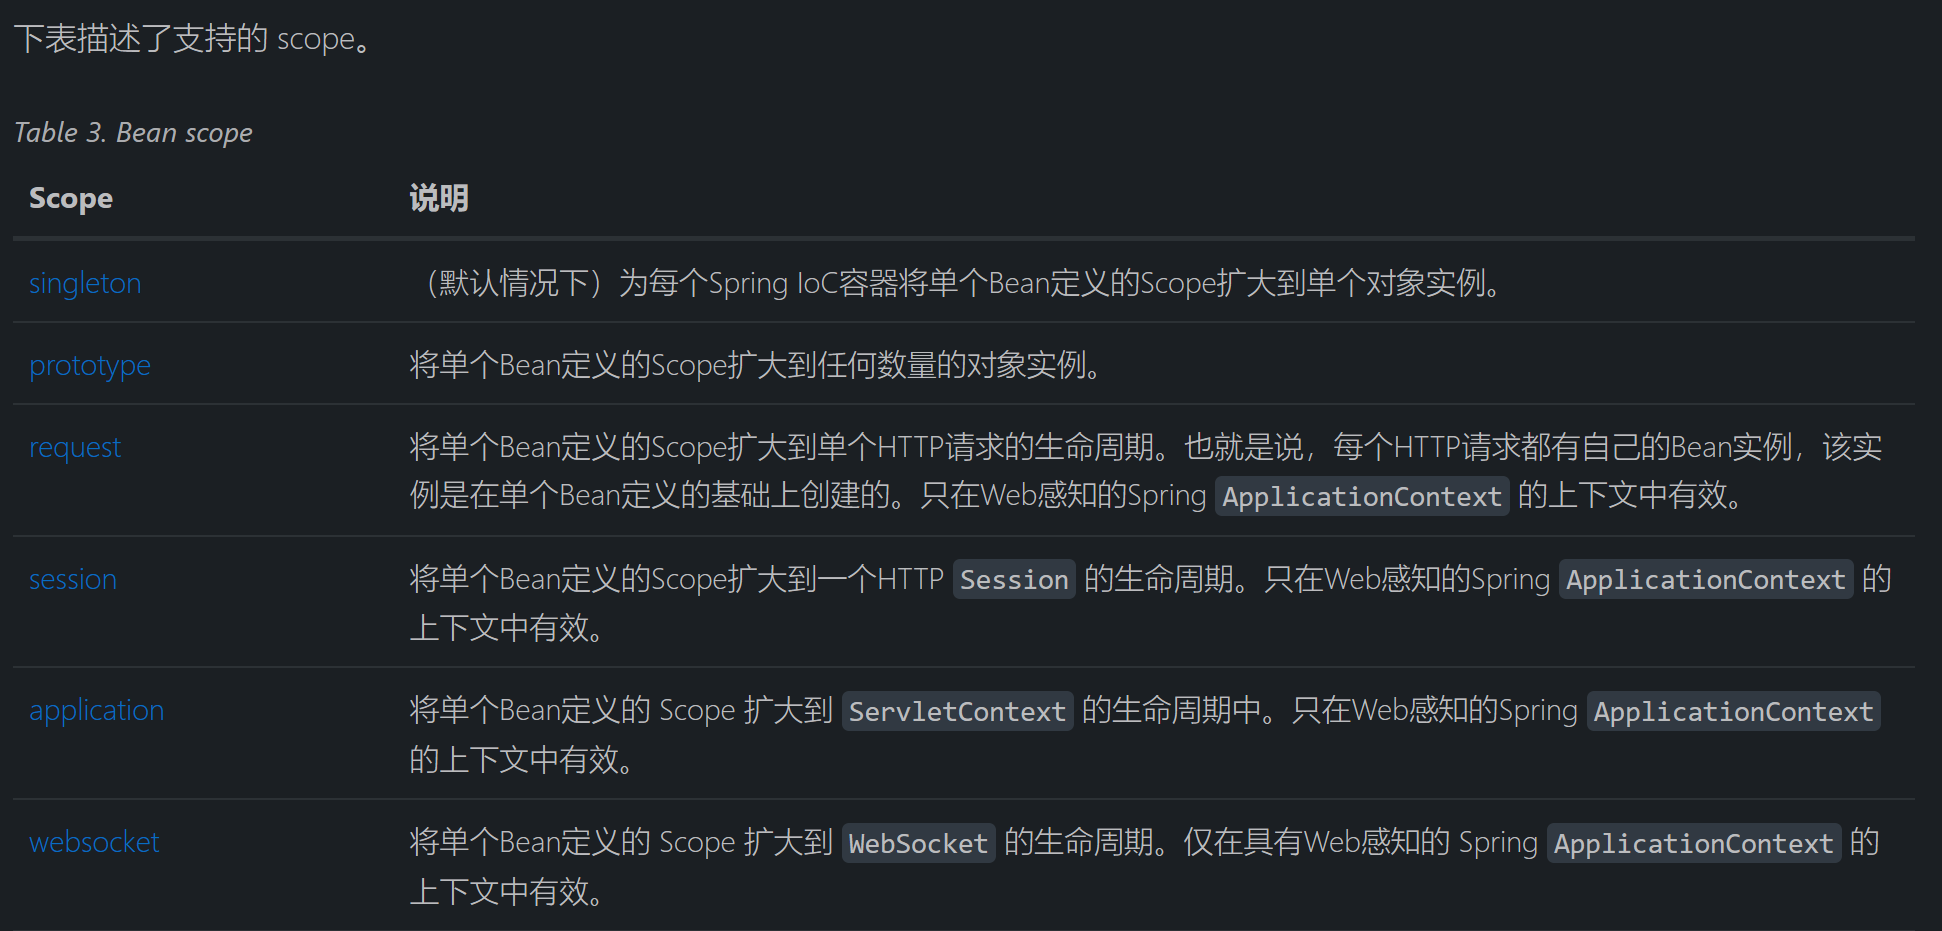 下表描述了支持的 scope。
Table 3. Bean scope
Scope 说明
singleton （默认情况下）为每个Spring IoC容器将单个Bean定义的Scope扩大到单个对象实例。
prototype 将单个Bean定义的Scope扩大到任何数量的对象实例。
request 将单个Bean定义的Scope扩大到单个HTTP请求的生命周期。也就是说，每个HTTP请求都有自己的Bean实例，该实
例是在单个Bean定义的基础上创建的。只在Web感知的Spring ApplicationContext 的上下文中有效。
session 将单个Bean定义的Scope扩大到一个HTTP Session 的生命周期。只在Web感知的Spring ApplicationContext 的
上下文中有效。
application 将单个Bean定义的 Scope 扩大到 ServletContext 的生命周期中。只在Web感知的Spring ApplicationContext
的上下文中有效。
websocket 将单个Bean定义的 Scope 扩大到 WebSocket 的生命周期。仅在具有Web感知的 Spring ApplicationContext 的
上下文中有效。